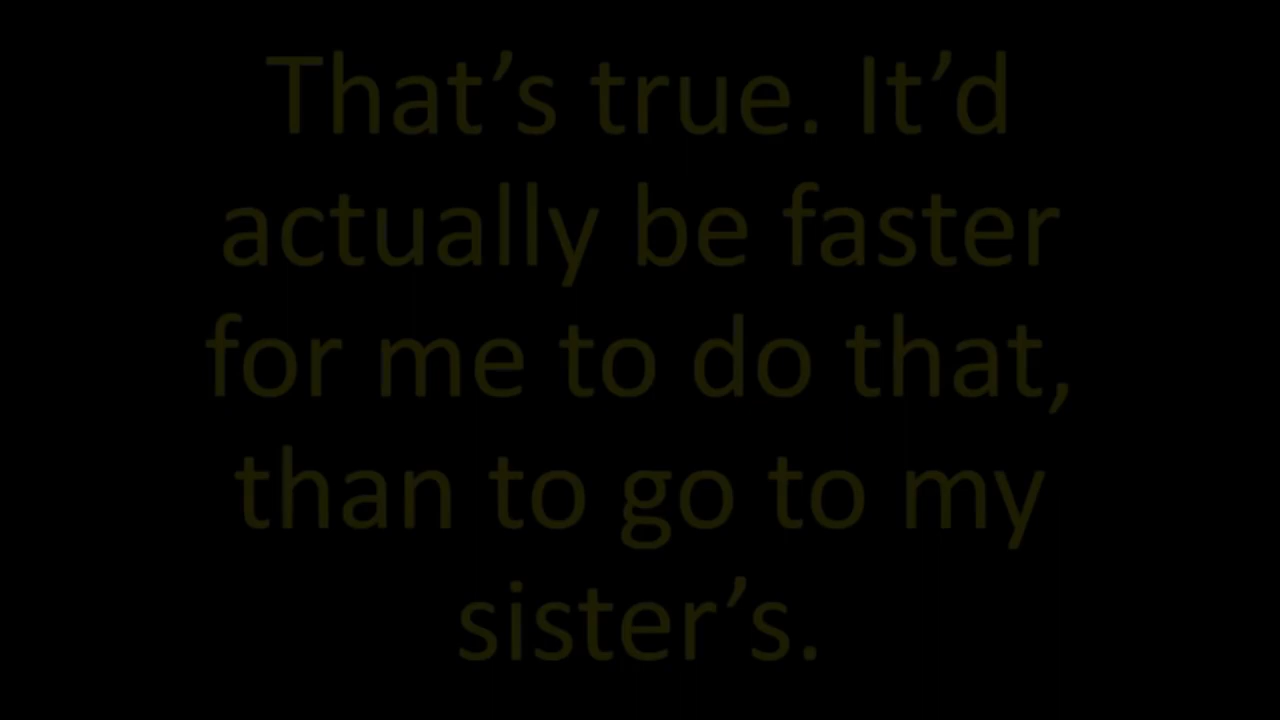 That’s true. It’d
actually be faster
for me to do that,
than to go to my
sister’s.